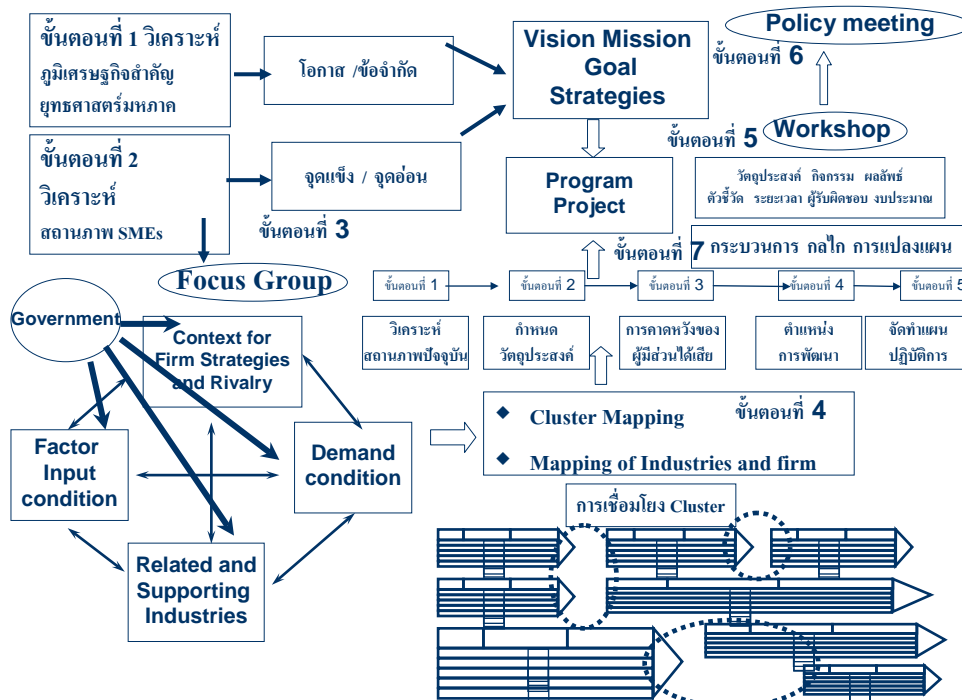 ขั้นตอนที่ 1 วิเคราะห์
ภูมิเศรษฐกิจสำคัญ
ยุทธศาสตร์มหภาค
โอกาส /ข้อจำกัด
Vision Mission
Goal
Strategies
Policy meeting
ขั้นตอนที่ 6
ขั้นตอนที่ 2
วิเคราะห์
สถานภาพ SMEs
จุดแข็ง / จุดอ่อน
ขั้นตอนที่ 3
Program
Project
ขั้นตอนที่ 5
Workshop
วัตถุประสงค์ กิจกรรม ผลลัพธ์
ตัวชี้วัด ระยะเวลา ผู้รับผิดชอบ งบประมาณ
ขั้นตอนที่ 7
กระบวนการ กลไก การแปลงแผน
Focus Group
ขั้นตอนที่ 1
ขั้นตอนที่ 2
ขั้นตอนที่ 3
ขั้นตอนที่ 4
ขั้นตอนที่ 5
วิเคราะห์
สถานภาพปัจจุบัน
กำหนด
วัตถุประสงค์
การคาดหวังของ
ผู้มีส่วนได้เสีย
ตำแหน่ง
การพัฒนา
จัดทำแผน
ปฏิบัติการ
Government
Context for
Firm Strategies
and Rivalry
Factor
Input
condition
Demand
condition
Related and
Supporting
Industries
ขั้นตอนที่ 4
◆ Cluster Mapping
◆ Mapping of Industries and firm
การเชื่อมโยง Cluster